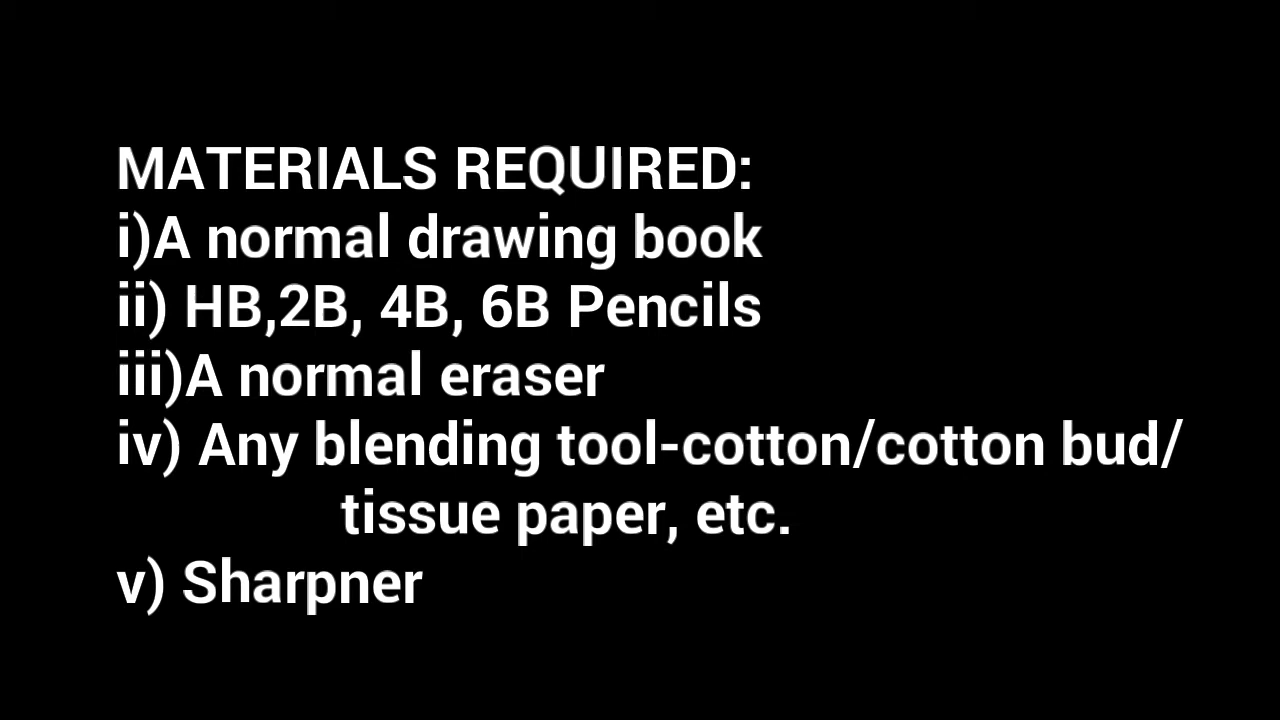 MATERIALS REQUIRED:
i)A normal drawing book
ii) HB,2B, 4B, 6B Pencils
iii)A normal eraser
iv) Any blending tool-cotton/cotton bud/
tissue paper, etc.
v) Sharpner